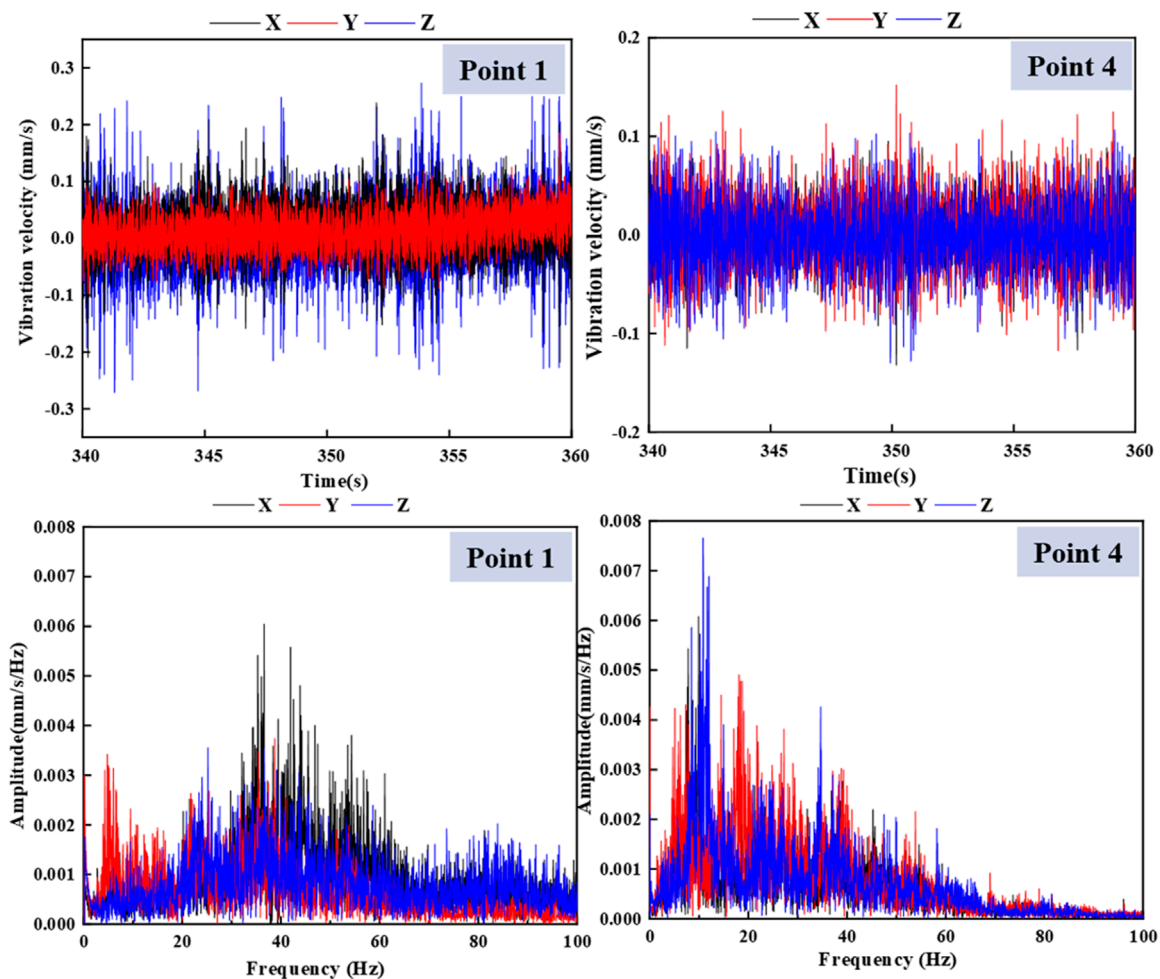 X Y Z
Point 1
Vibration velocity (mm/s)
0.3
0.2
0.1
0.0
-0.1
-0.2
-0.3
340 345 350 355 360
Time(s)
X Y Z
Point 4
Vibration velocity (mm/s)
0.2
0.1
0.0
-0.1
-0.2
340 345 350 355 360
Time(s)
X Y Z
Point 1
Amplitude(mm/s/Hz)
0.008
0.007
0.006
0.005
0.004
0.003
0.002
0.001
0.000
0 20 40 60 80 100
Frequency (Hz)
X Y Z
Point 4
Amplitude(mm/s/Hz)
0.008
0.007
0.006
0.005
0.004
0.003
0.002
0.001
0.000
0 20 40 60 80 100
Frequency (Hz)